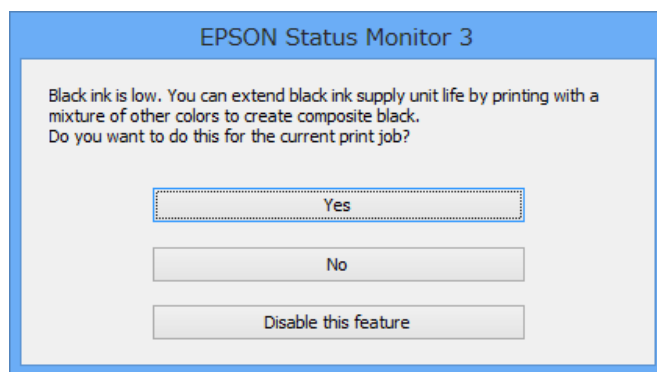 EPSON Status Monitor 3
Black ink is low. You can extend black ink supply unit life by printing with a
mixture of other colors to create composite black.
Do you want to do this for the current print job?
Yes
No
Disable this feature